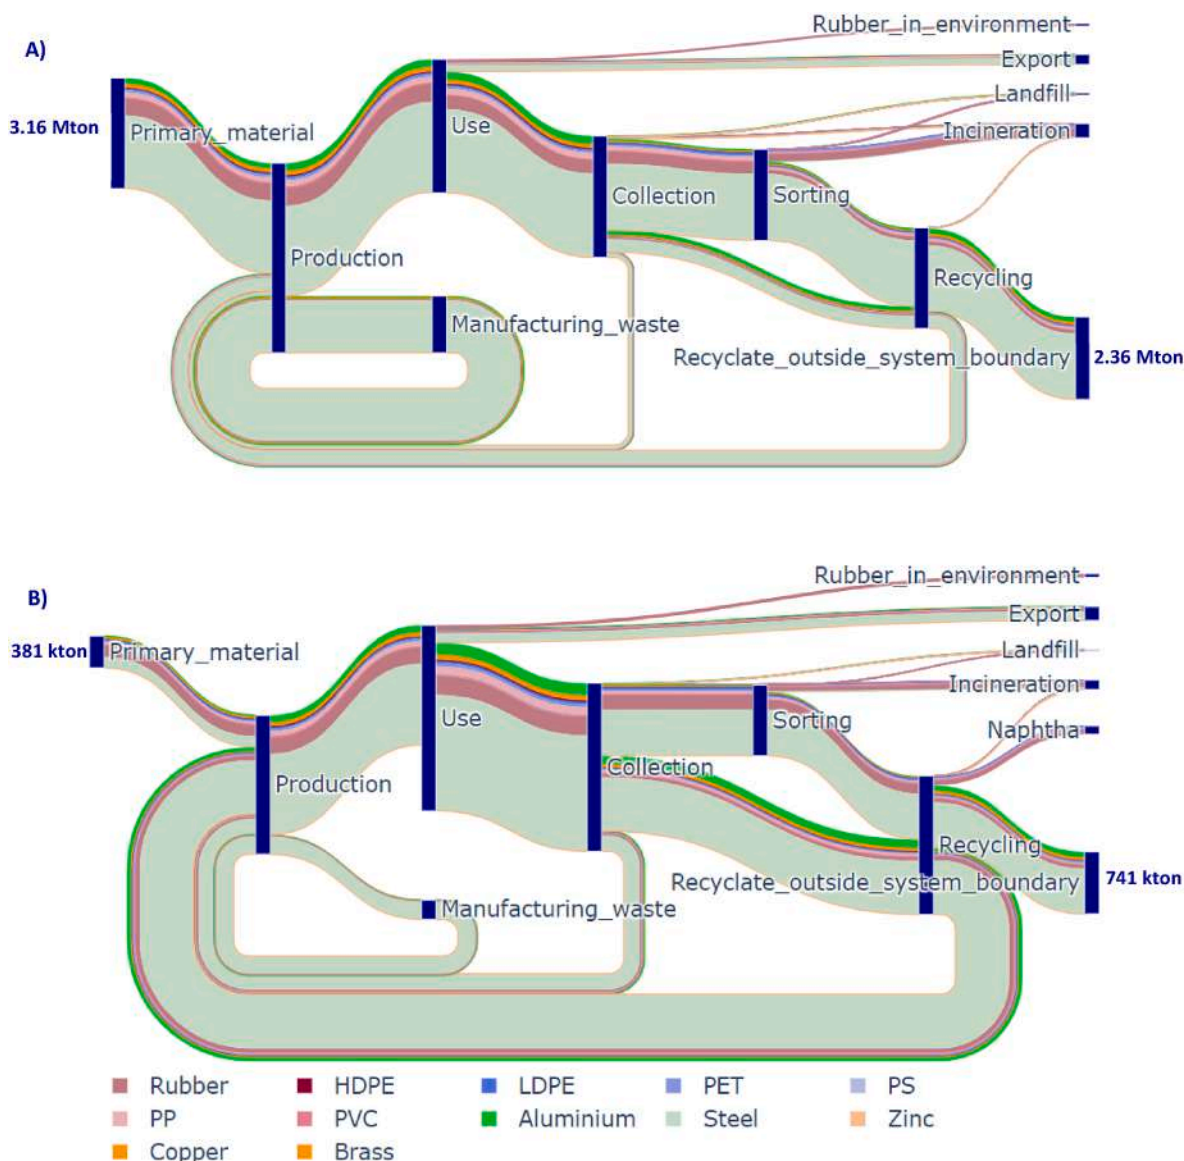 A)
Rubber_in_environment
Export
Landfill
3.16 Mton
Primary_material
Use
Incineration
Collection
Sorting
Production
Recycling
Manufacturing_waste
Recyclate_outside_system_boundary
2.36 Mton
B)
Rubber_in_environment
Export
381 kton
Primary_material
Landfill
Incineration
Use
Sorting
Naphtha
Collection
Production
Recycling
Recyclate_outside_system_boundary
741 kton
Manufacturing_waste
Rubber HDPE LDPE PET PS
PP PVC Aluminium Steel Zinc
Copper Brass